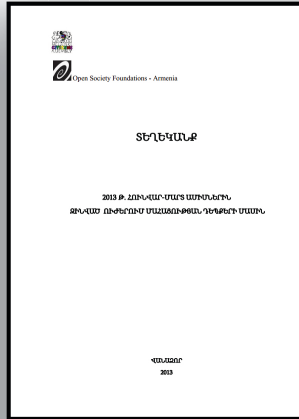 Open Society Foundations - Armenia
ՏԵՂԵԿԱՆՔ
2013 Թ. ՀՈՒՆՎԱՐ-ՄԱՐՏ ԱՄԻՍՆԵՐԻՆ
ԶԻՆՎԱԾ ՈՒԺԵՐՈՒՄ ՄԱՀԱՑՈՒԹՅԱՆ ԴԵՊՔԵՐԻ ՄԱՍԻՆ
ՎԱՆԱՁՈՐ
2013